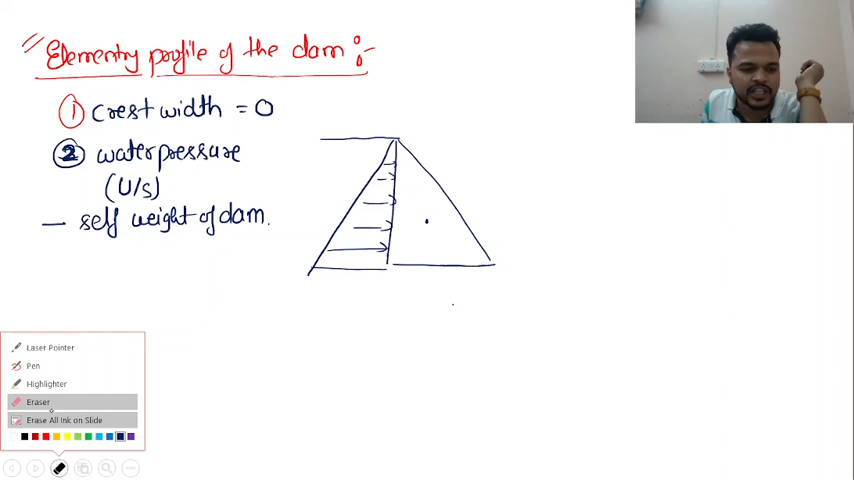 Elementry profile of the dam :-
① Crest width = 0
② water pressure
(U/s)
— self weight of dam.
Laser Pointer
Pen
Highlighter
Eraser
Erase All Ink on Slide